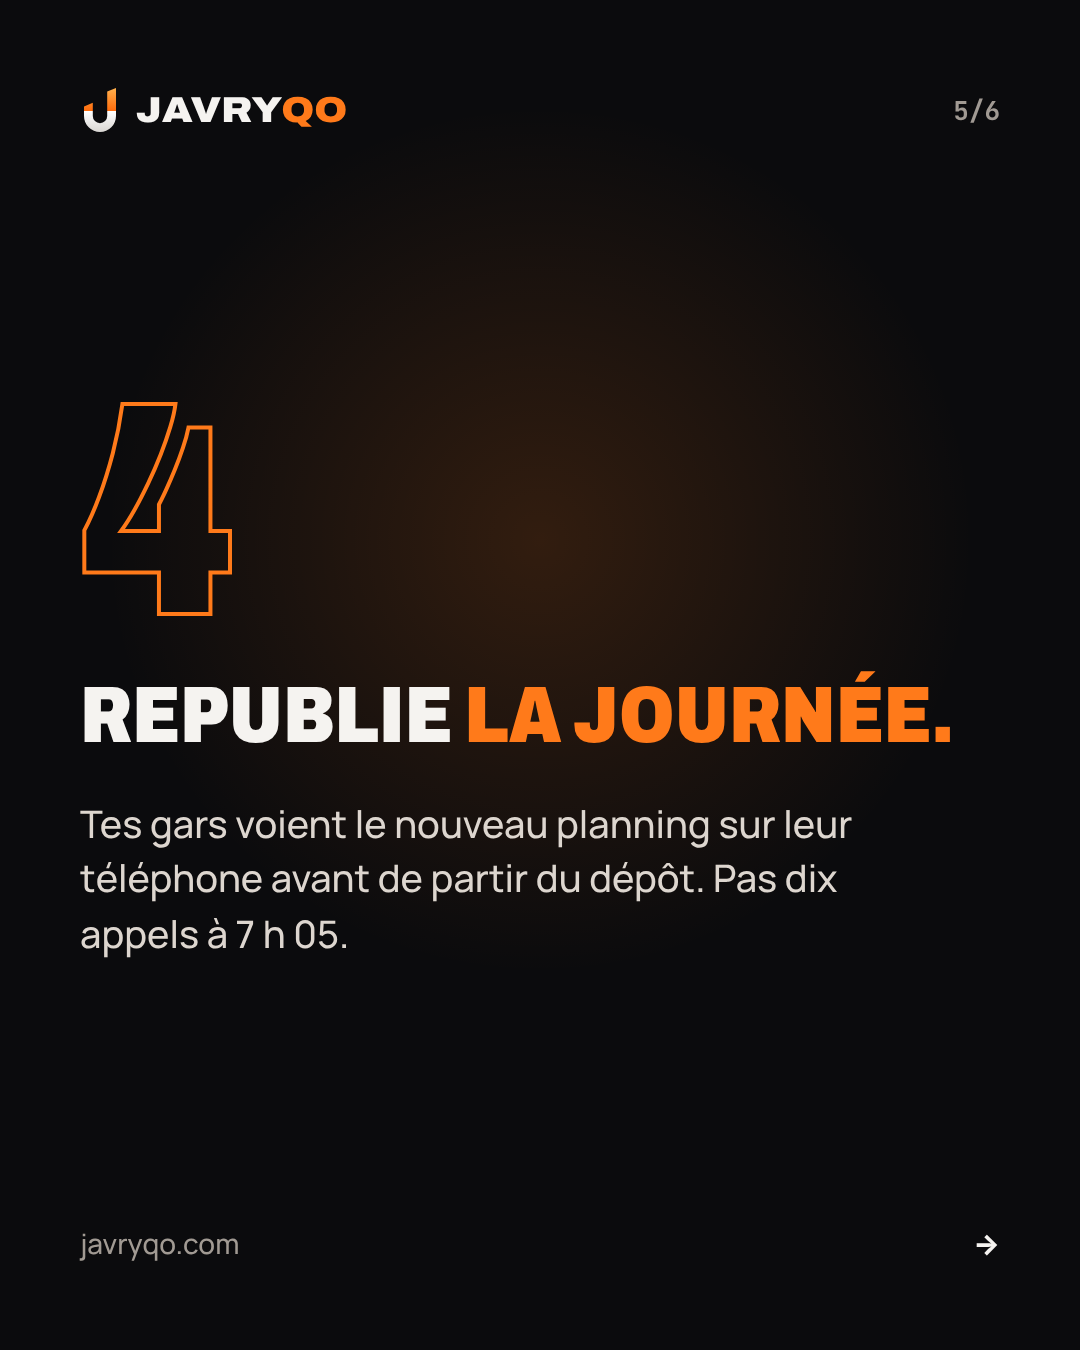 JAVRYQO
5/6
4
REPUBLIE LA JOURNÉE.
Tes gars voient le nouveau planning sur leur
téléphone avant de partir du dépôt. Pas dix
appels à 7 h 05.
javryqo.com
→